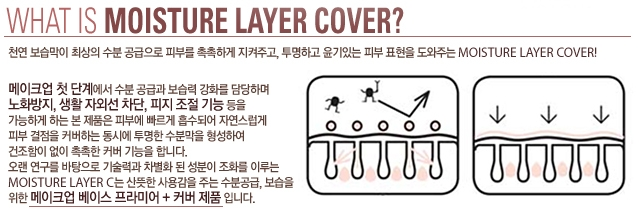 WHAT IS MOISTURE LAYER COVER?
천연 보습막이 최상의 수분 공급으로 피부를 촉촉하게 지켜주고, 투명하고 윤기있는 피부 표현을 도와주는 MOISTURE LAYER COVER!
메이크업 첫 단계에서 수분 공급과 보습력 강화를 담당하며
노화방지, 생활 자외선 차단, 피지 조절 기능 등을
가능하게 하는 본 제품은 피부에 빠르게 흡수되어 자연스럽게
피부 결점을 커버하는 동시에 투명한 수분막을 형성하여
건조함이 없이 촉촉한 커버 기능을 합니다.
오랜 연구를 바탕으로 기술력과 차별화 된 성분이 조화를 이루는
MOISTURE LAYER C는 산뜻한 사용감을 주는 수분공급, 보습을
위한 메이크업 베이스 프라미어 + 커버 제품 입니다.